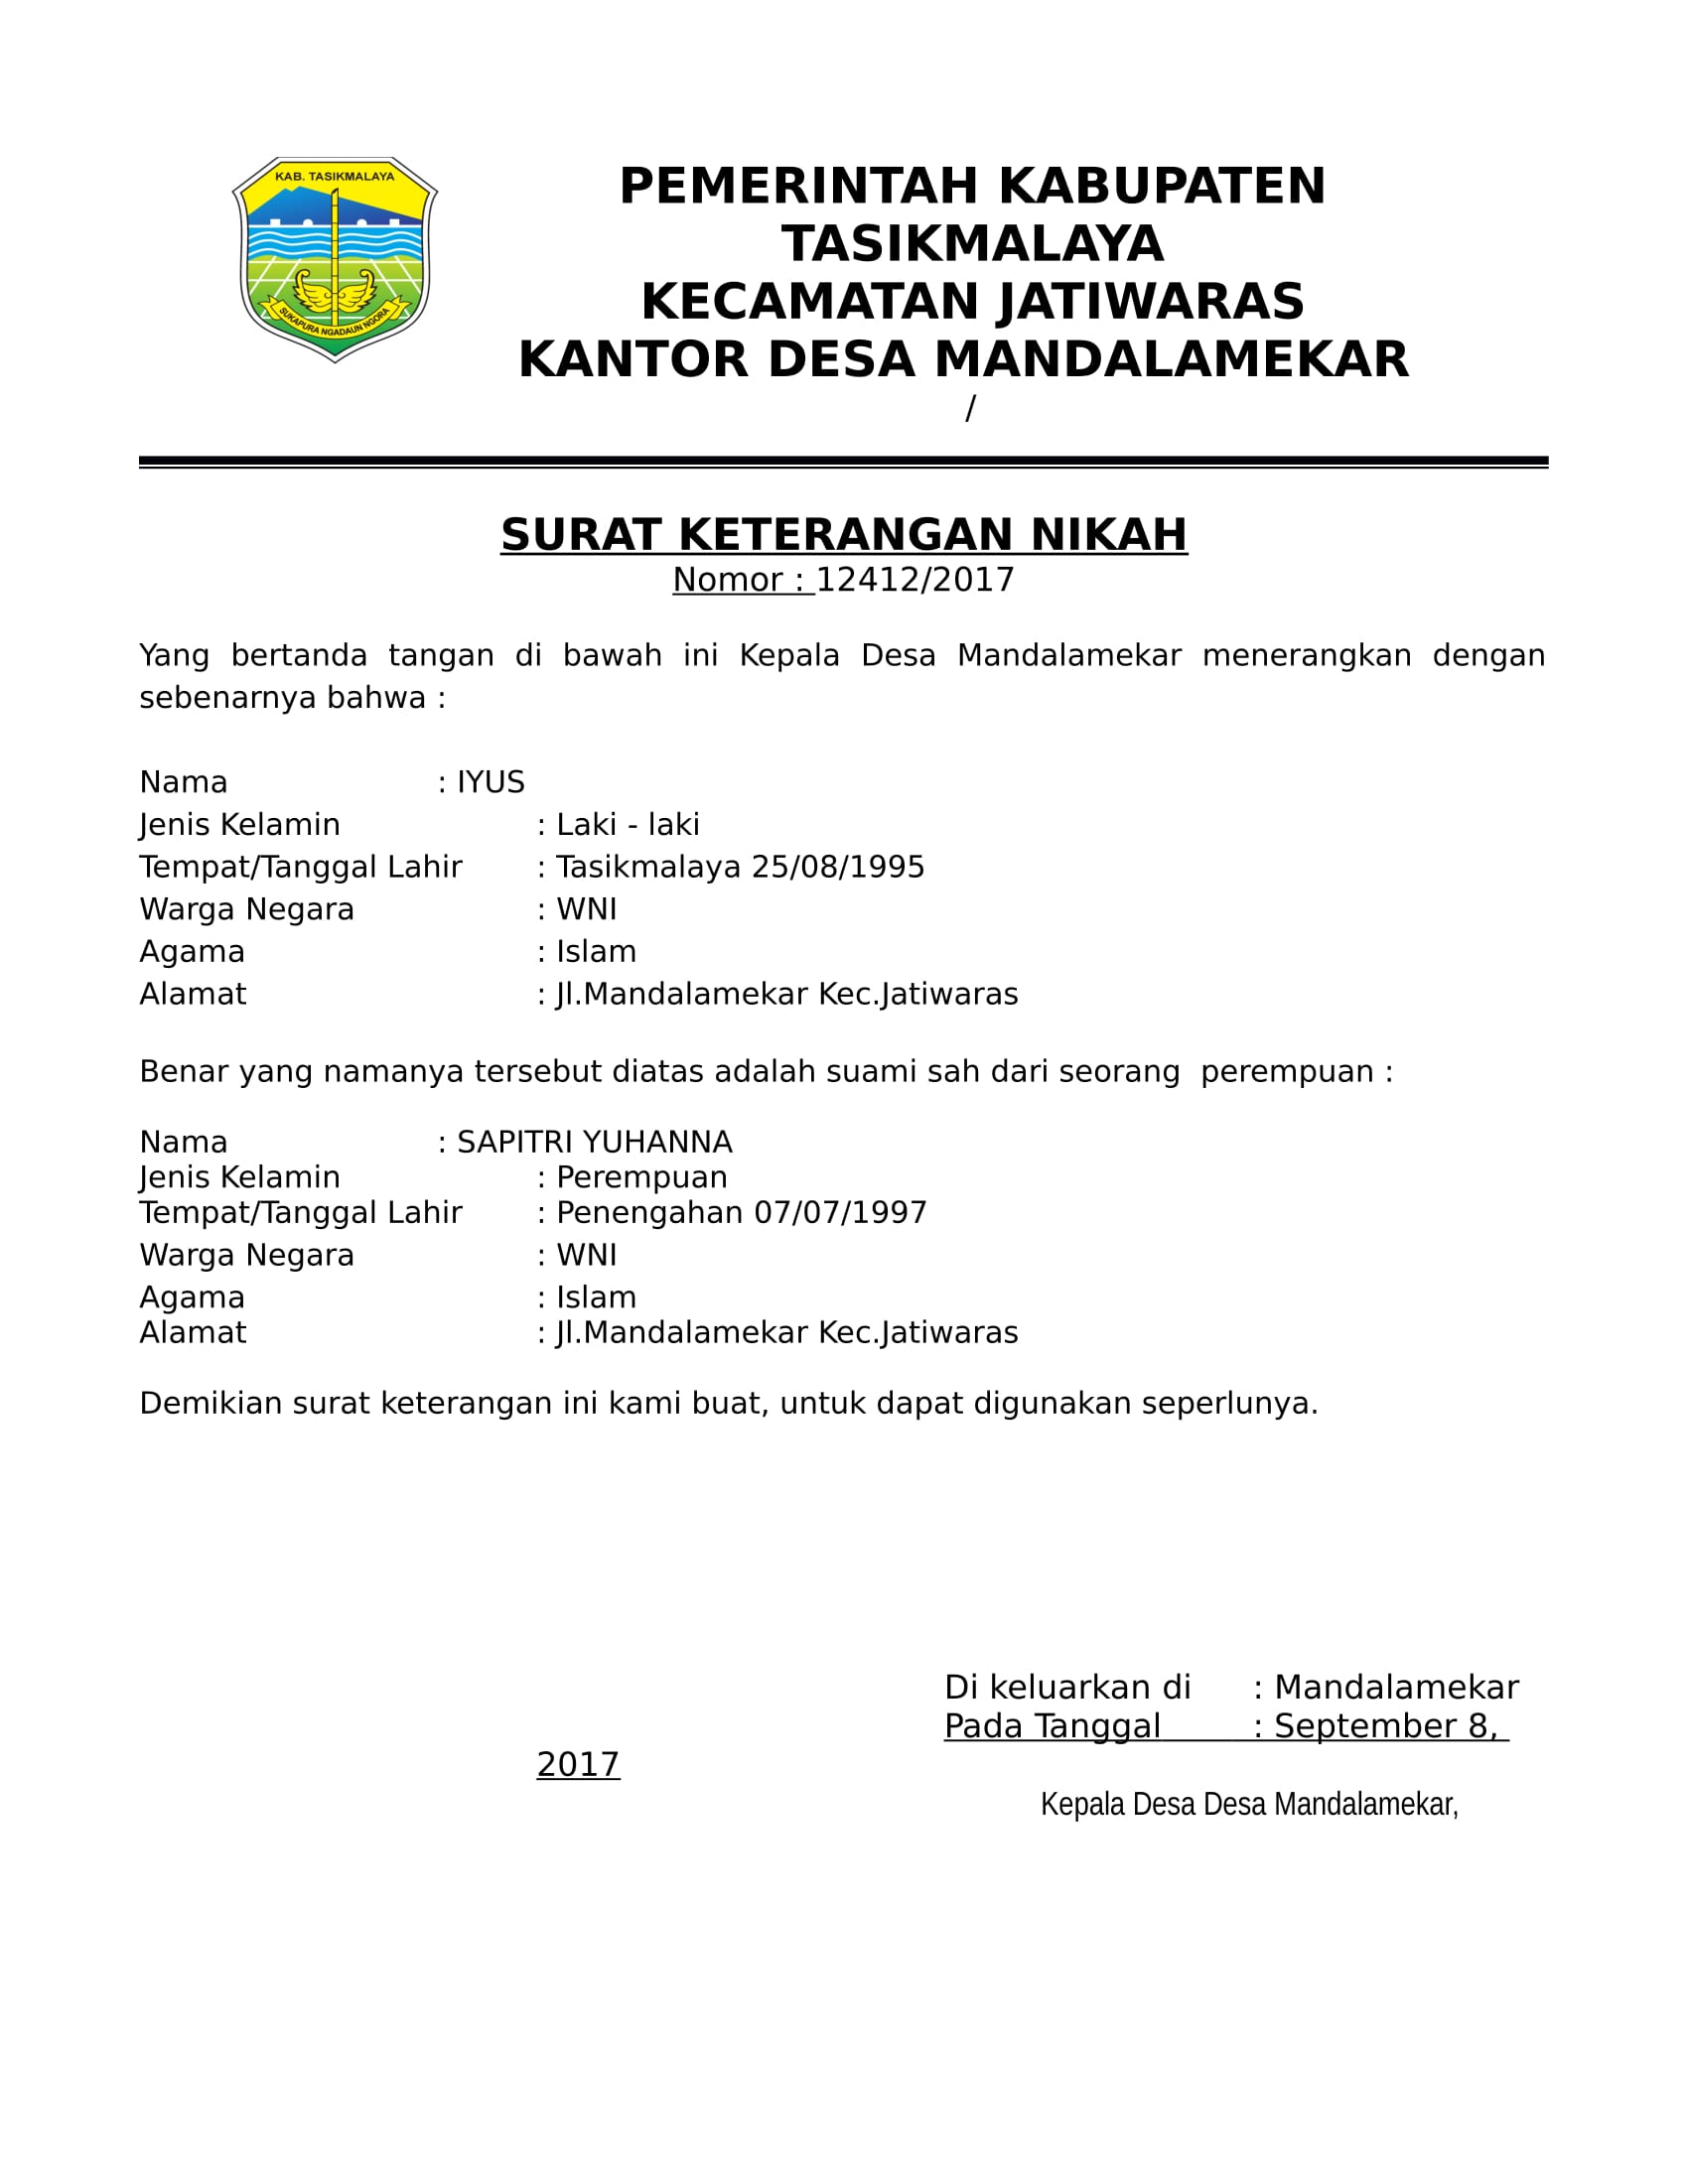 KAB. TASIKMALAYA
SUKAPURA NGADAUN NGORA
PEMERINTAH KABUPATEN
TASIKMALAYA
KECAMATAN JATIWARAS
KANTOR DESA MANDALAMEKAR
/
SURAT KETERANGAN NIKAH
Nomor : 12412/2017
Yang bertanda tangan di bawah ini Kepala Desa Mandalamekar menerangkan dengan
sebenarnya bahwa :
Nama : IYUS
Jenis Kelamin : Laki - laki
Tempat/Tanggal Lahir : Tasikmalaya 25/08/1995
Warga Negara : WNI
Agama : Islam
Alamat : Jl.Mandalamekar Kec.Jatiwaras
Benar yang namanya tersebut diatas adalah suami sah dari seorang  perempuan :
Nama : SAPITRI YUHANNA
Jenis Kelamin : Perempuan
Tempat/Tanggal Lahir : Penengahan 07/07/1997
Warga Negara : WNI
Agama : Islam
Alamat : Jl.Mandalamekar Kec.Jatiwaras
Demikian surat keterangan ini kami buat, untuk dapat digunakan seperlunya.
Di keluarkan di : Mandalamekar
Pada Tanggal : September 8,
2017
Kepala Desa Desa Mandalamekar,